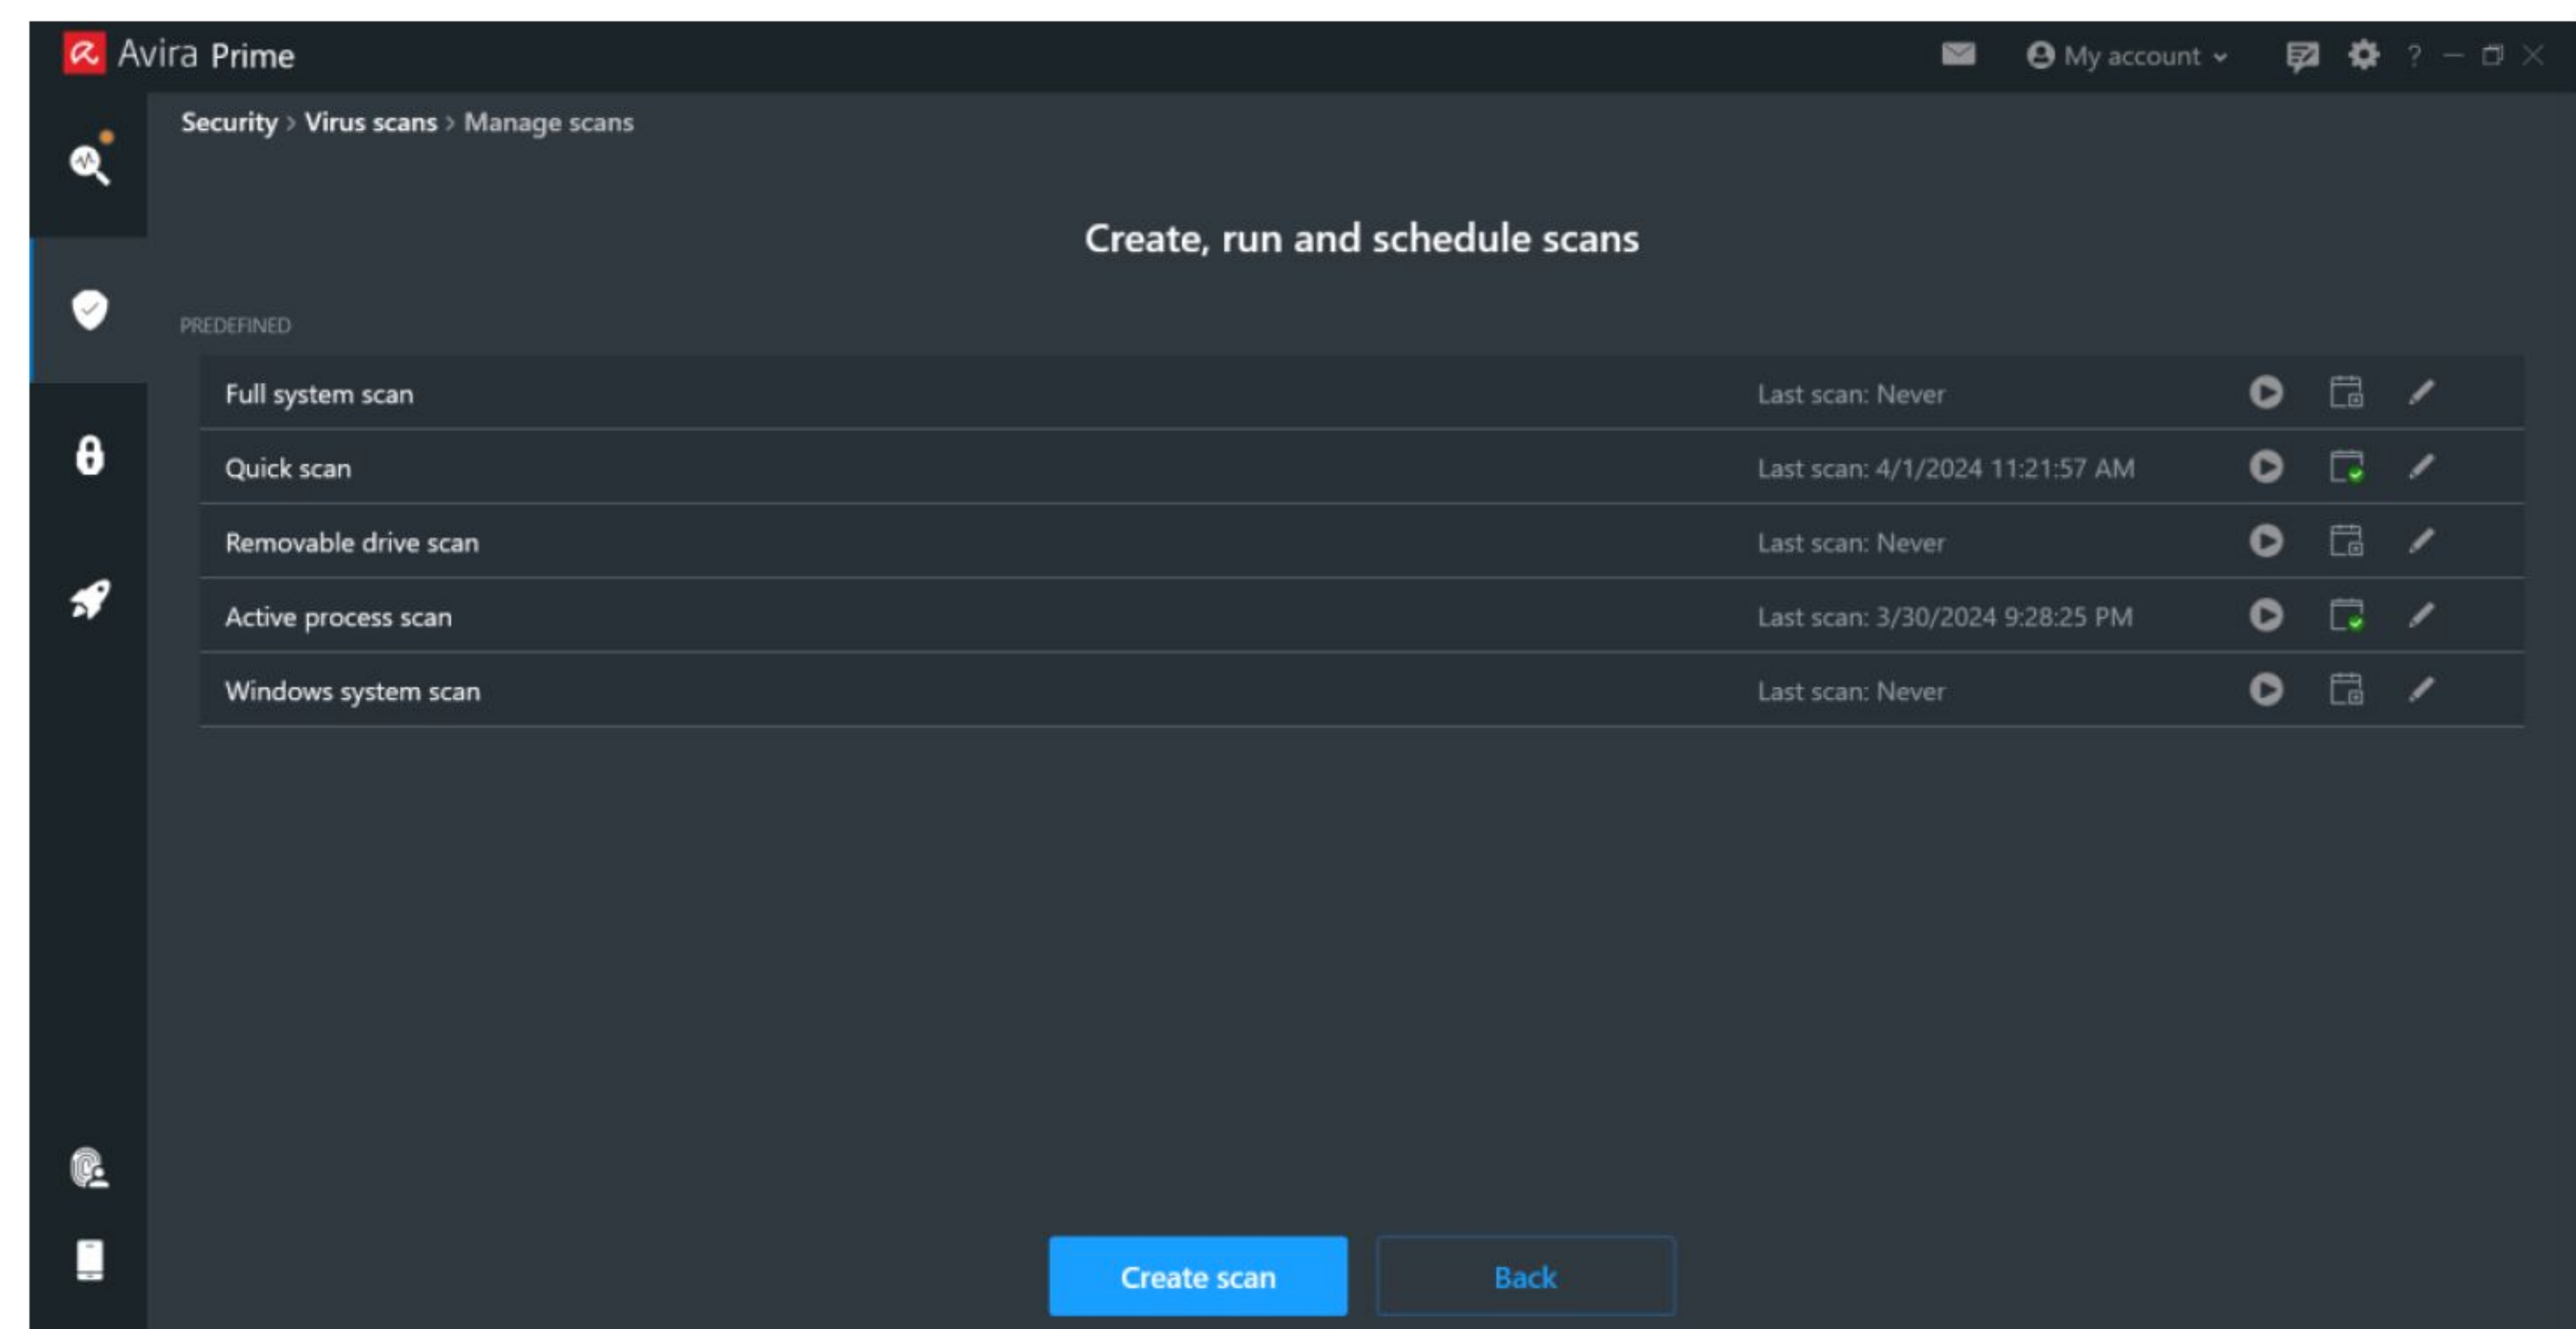 Avira Prime
My account
?
Security > Virus scans > Manage scans
Create, run and schedule scans
PREDEFINED
Full system scan Last scan: Never
Quick scan Last scan: 4/1/2024 11:21:57 AM
Removable drive scan Last scan: Never
Active process scan Last scan: 3/30/2024 9:28:25 PM
Windows system scan Last scan: Never
Create scan
Back